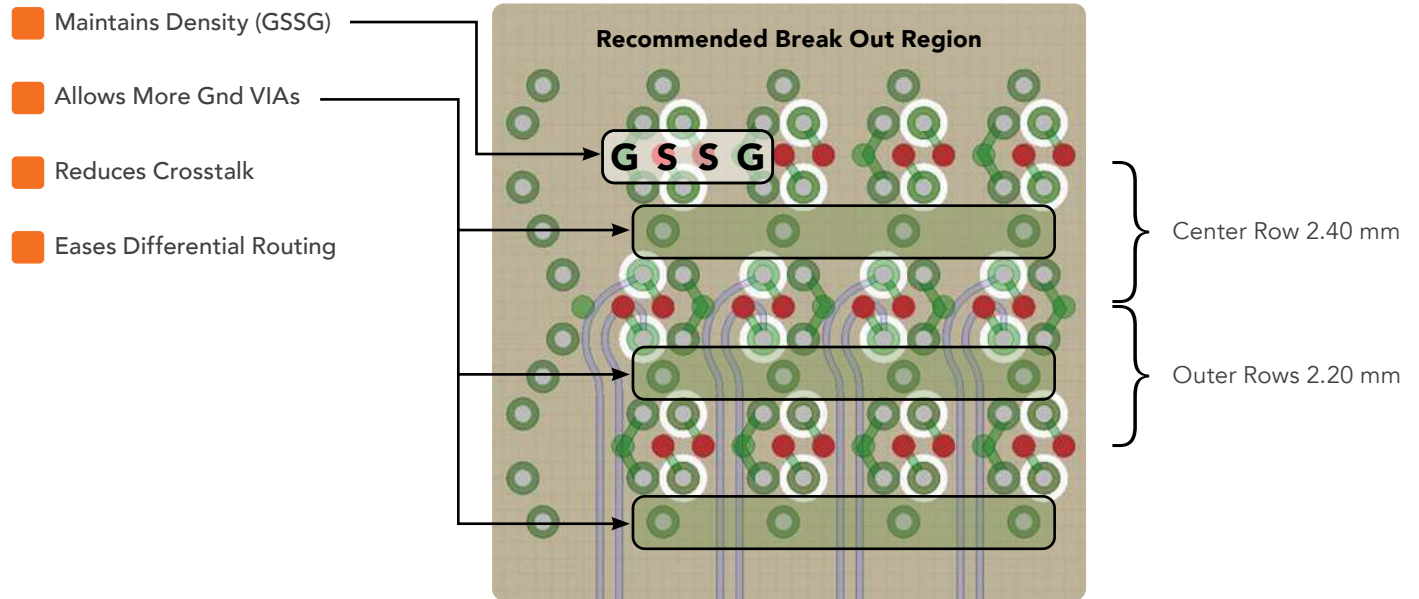 Maintains Density (GSSG)
Allows More Gnd VIAs
Reduces Crosstalk
Eases Differential Routing
Recommended Break Out Region
G S S G
Center Row 2.40 mm
Outer Rows 2.20 mm